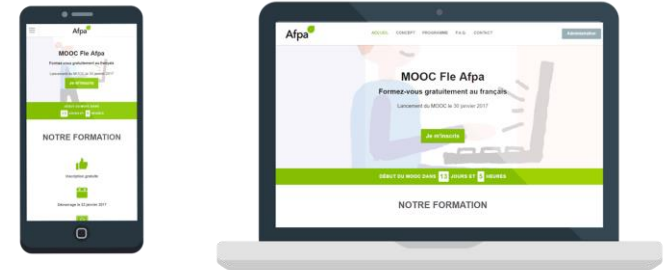 Afpa
MOOC Fle Afpa
Formez-vous gratuitement au français
Je m'inscris
NOTRE FORMATION
Inscription gratuite
Afpa
ACCUEIL CONCEPT PROGRAMME F.A.Q CONTACT
MOOC Fle Afpa
Formez-vous gratuitement au français
Lancement du MOOC le 30 janvier 2017
Je m'inscris
DÉBUT DU MOOC DANS 13 JOURS ET 5 HEURES
NOTRE FORMATION